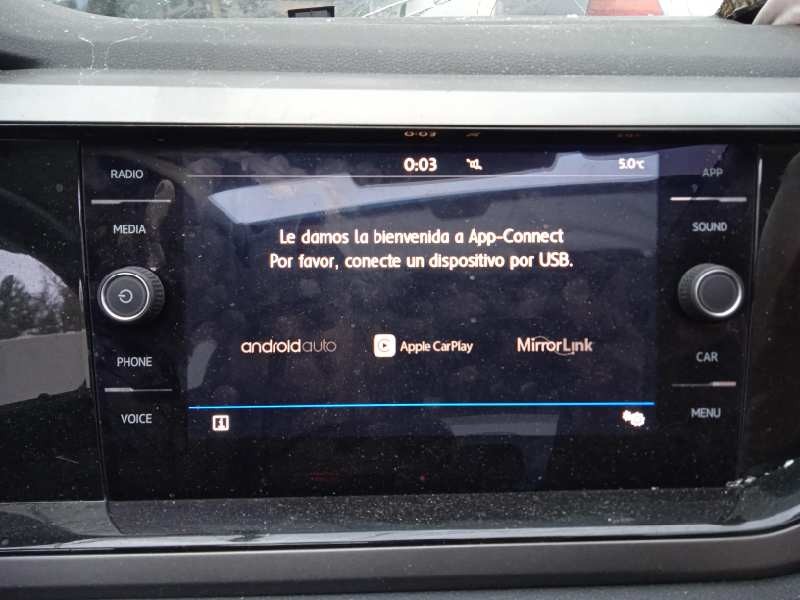 RADIO
MEDIA
PHONE
VOICE
0:03
5.0°C
Le damos la bienvenida a App-Connect
Por favor, conecte un dispositivo por USB.
androidauto
Apple CarPlay
MirrorLink
APP
SOUND
CAR
MENU